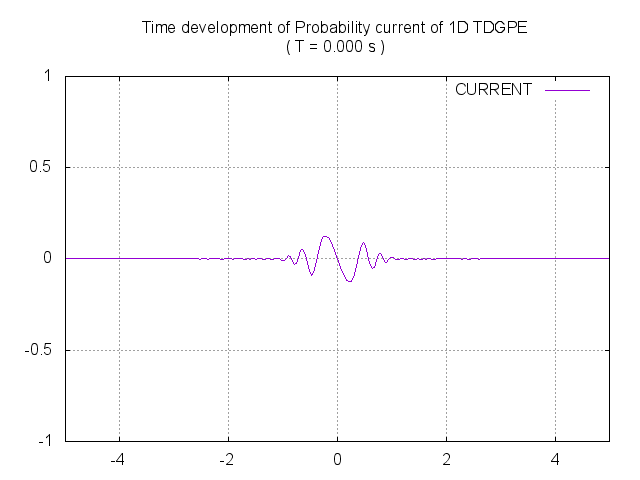 Time development of Probability current of 1D TDGPE
( T = 0.000 s )
CURRENT
1
0.5
0
-0.5
-1
-4 -2 0 2 4